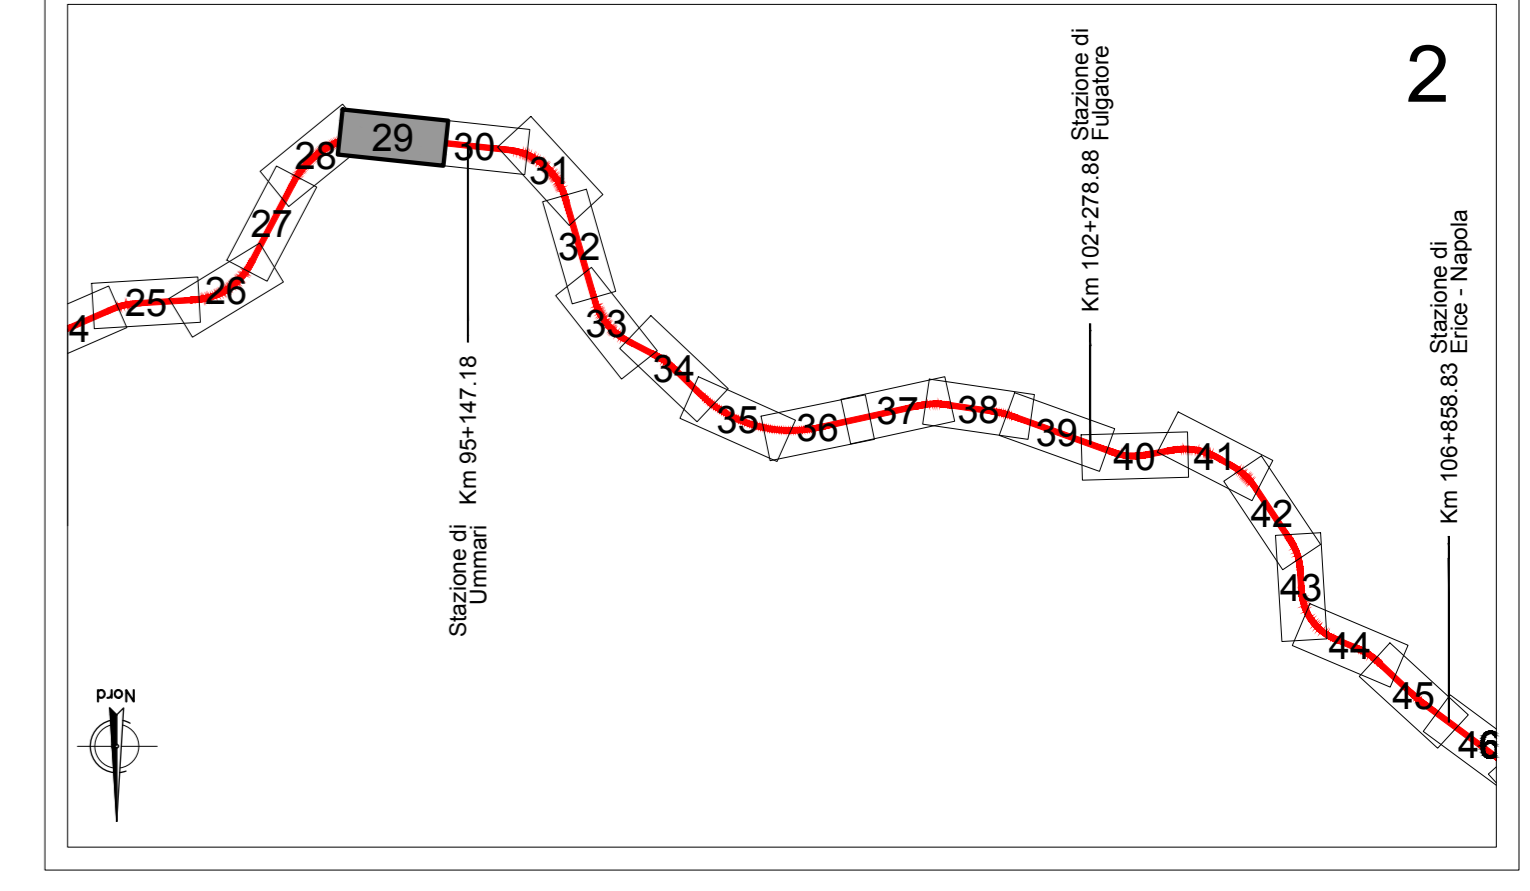 2
4
25
26
27
28
29
30
31
32
33
34
35
36
37
38
39
40
41
42
43
44
45
46
Km 95+147.18
Stazione di
Ummari
Km 102+278.88
Stazione di
Fulgatore
Km 106+858.83
Stazione di
Erice - Napola
Nord